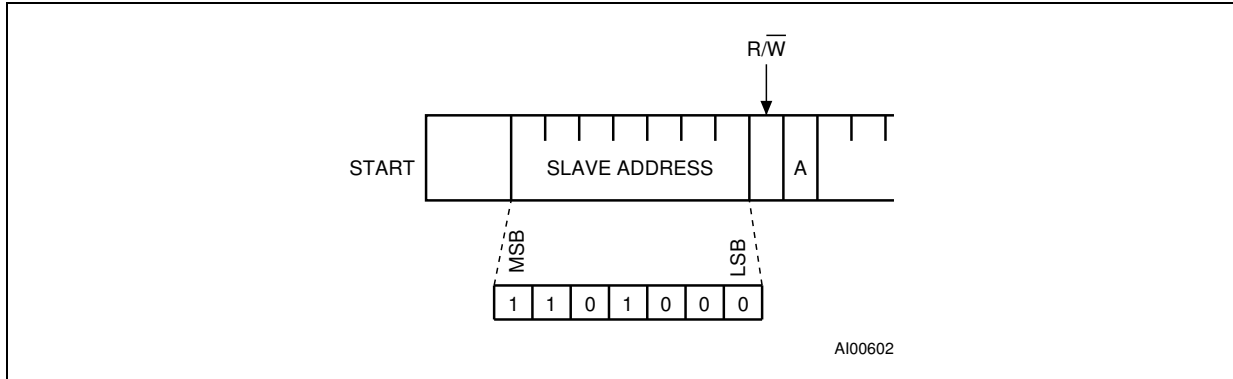 R/W̅
START
SLAVE ADDRESS
A
MSB
LSB
1 1 0 1 0 0 0
AI00602